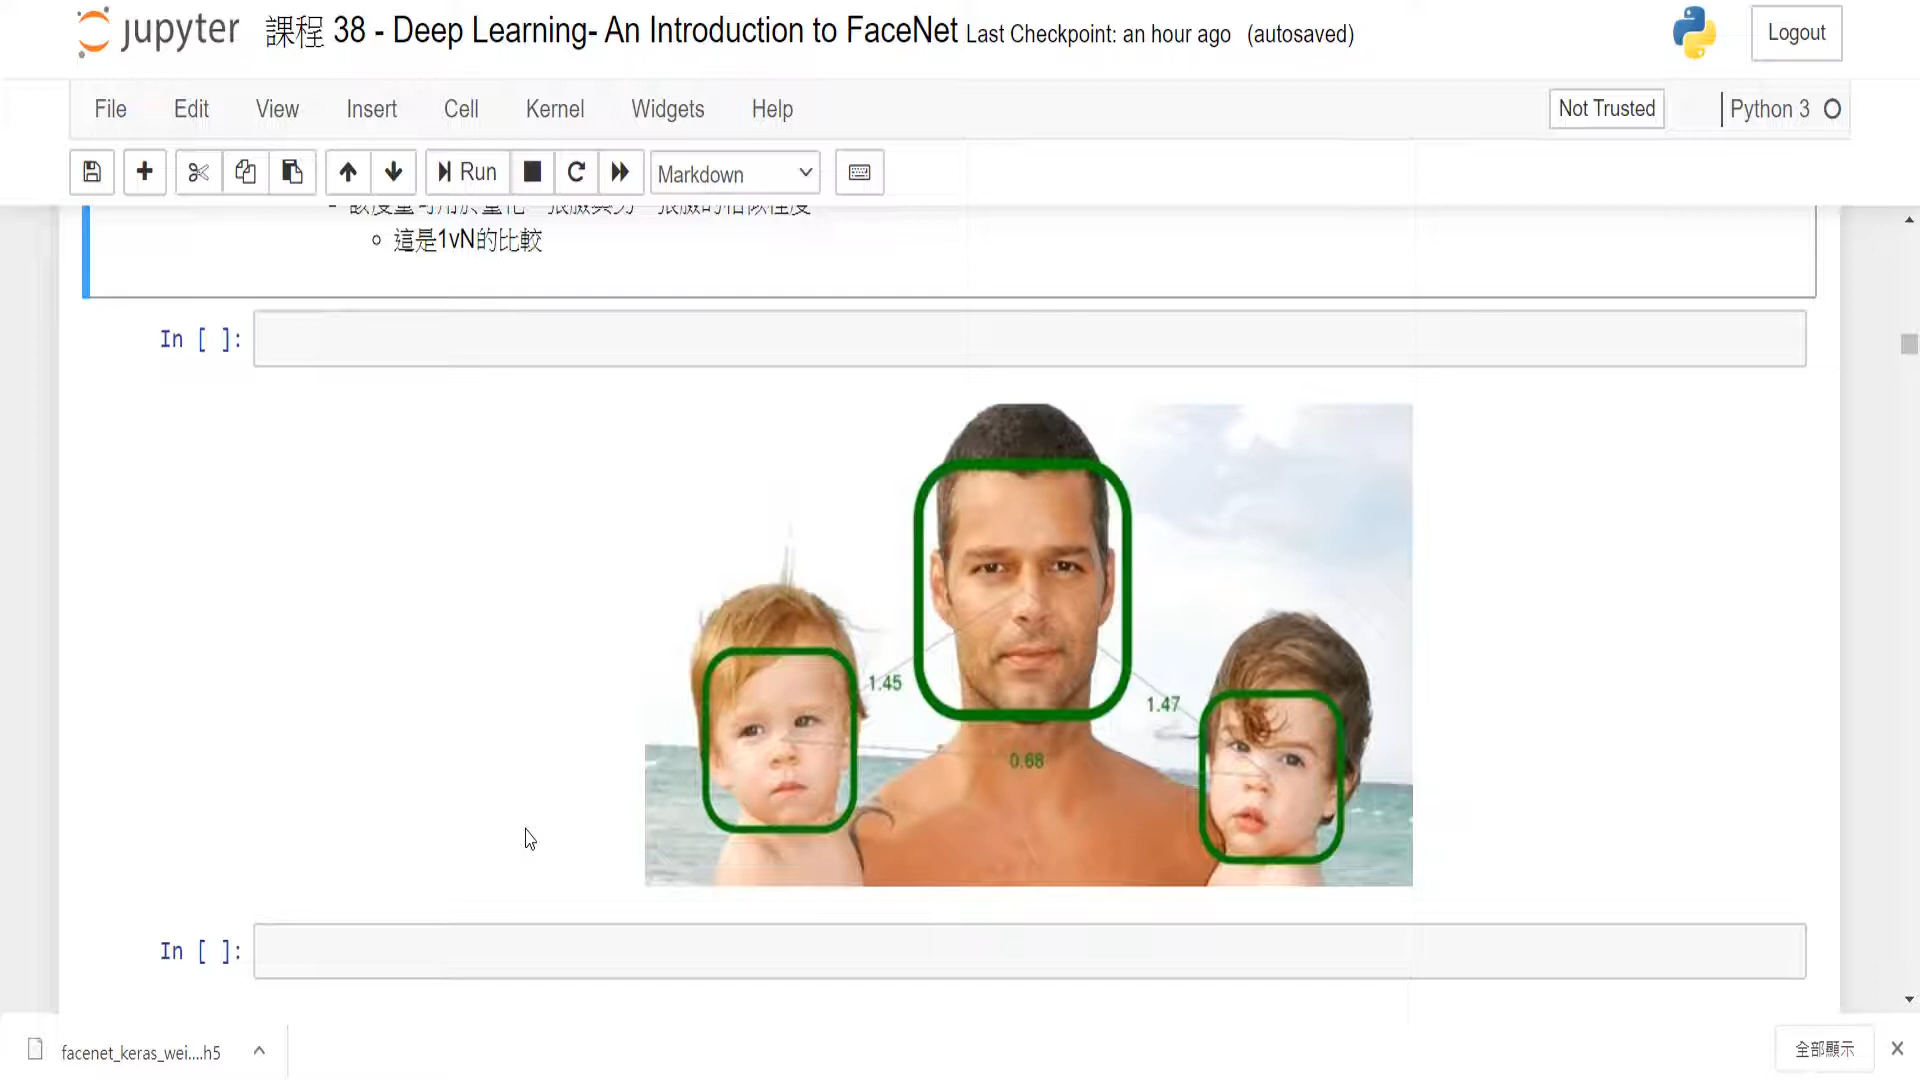 jupyter 課程 38 - Deep Learning- An Introduction to FaceNet Last Checkpoint: an hour ago (autosaved)
Logout
File Edit View Insert Cell Kernel Widgets Help
Not Trusted
Python 3
Run
Markdown
這是1vN的比較
In [ ]:
1.45
1.47
0.68
In [ ]:
facenet_keras_wei....h5
全部顯示